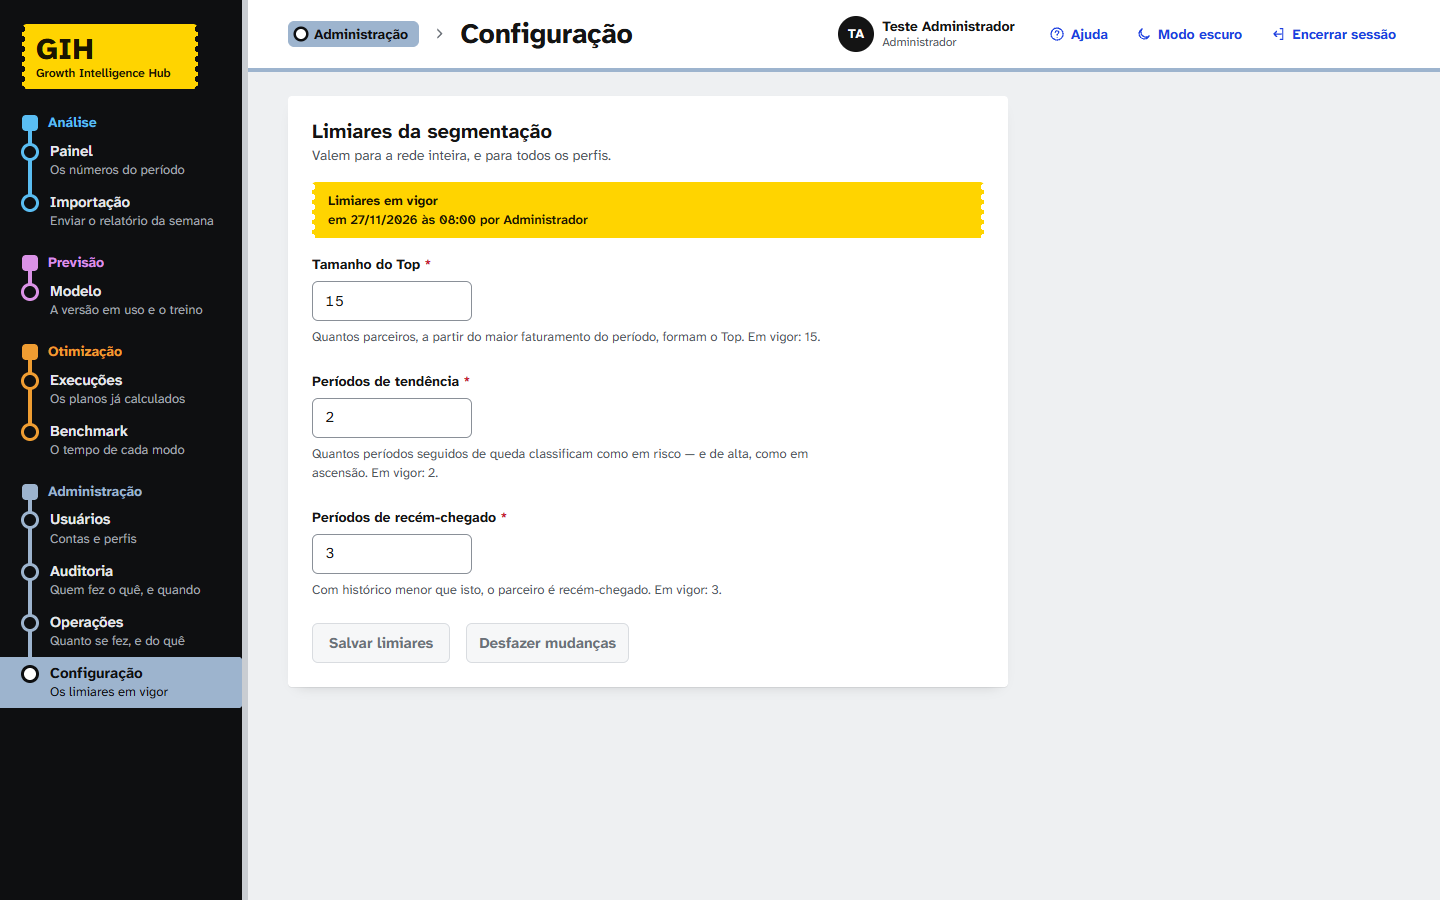 GIH
Growth Intelligence Hub
Análise
Painel
Os números do período
Importação
Enviar o relatório da semana
Previsão
Modelo
A versão em uso e o treino
Otimização
Execuções
Os planos já calculados
Benchmark
O tempo de cada modo
Administração
Usuários
Contas e perfis
Auditoria
Quem fez o quê, e quando
Operações
Quanto se fez, e do quê
Configuração
Os limiares em vigor
Administração
Configuração
TA
Teste Administrador
Administrador
Ajuda
Modo escuro
Encerrar sessão
Limiares da segmentação
Valem para a rede inteira, e para todos os perfis.
Limiares em vigor
em 27/11/2026 às 08:00 por Administrador
Tamanho do Top *
15
Quantos parceiros, a partir do maior faturamento do período, formam o Top. Em vigor: 15.
Períodos de tendência *
2
Quantos períodos seguidos de queda classificam como em risco — e de alta, como em
ascensão. Em vigor: 2.
Períodos de recém-chegado *
3
Com histórico menor que isto, o parceiro é recém-chegado. Em vigor: 3.
Salvar limiares
Desfazer mudanças